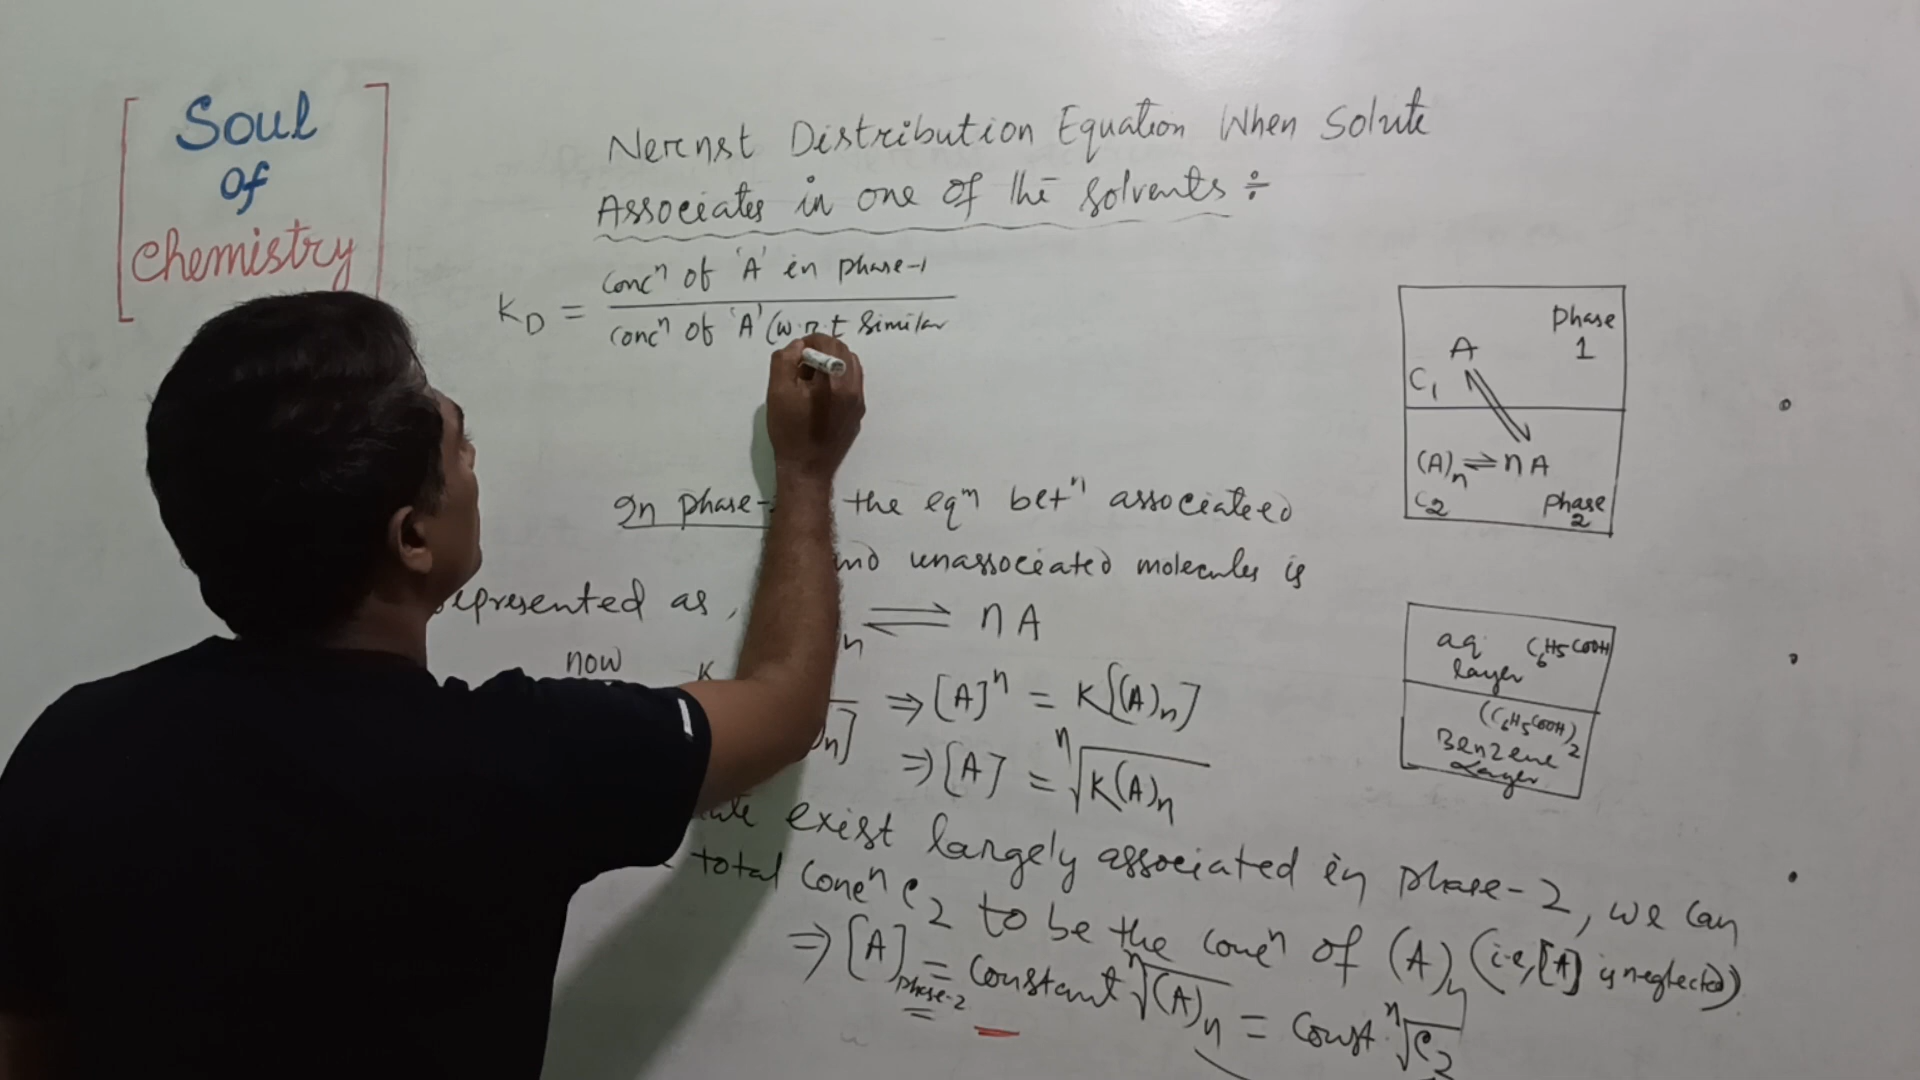 Soul
of
Chemistry
Nernst Distribution Equation When Solute
Associates in one of the solvents ÷
K_D = concⁿ of 'A' in phase-1
concⁿ of 'A' (w.r.t similar
Phase
1
A
C₁
(A)ₙ ⇌ n A
C₂
Phase
2
In phase- the eqᵐ betⁿ associated
and unassociated molecules is
represented as,
n ⇌ n A
now K
⇒ [A]ⁿ = K[(A)ₙ]
⇒ [A] = ⁿ√K(A)ₙ
aq C₆H₅COOH
layer
(C₆H₅COOH)₂
Benzene
Layer
exist largely associated in phase-2, we can
total concⁿ C₂ to be the concⁿ of (A)ₙ (i.e, [A] is neglected)
⇒ [A] phase-2 = constant ⁿ√(A)ₙ = const. ⁿ√C₂